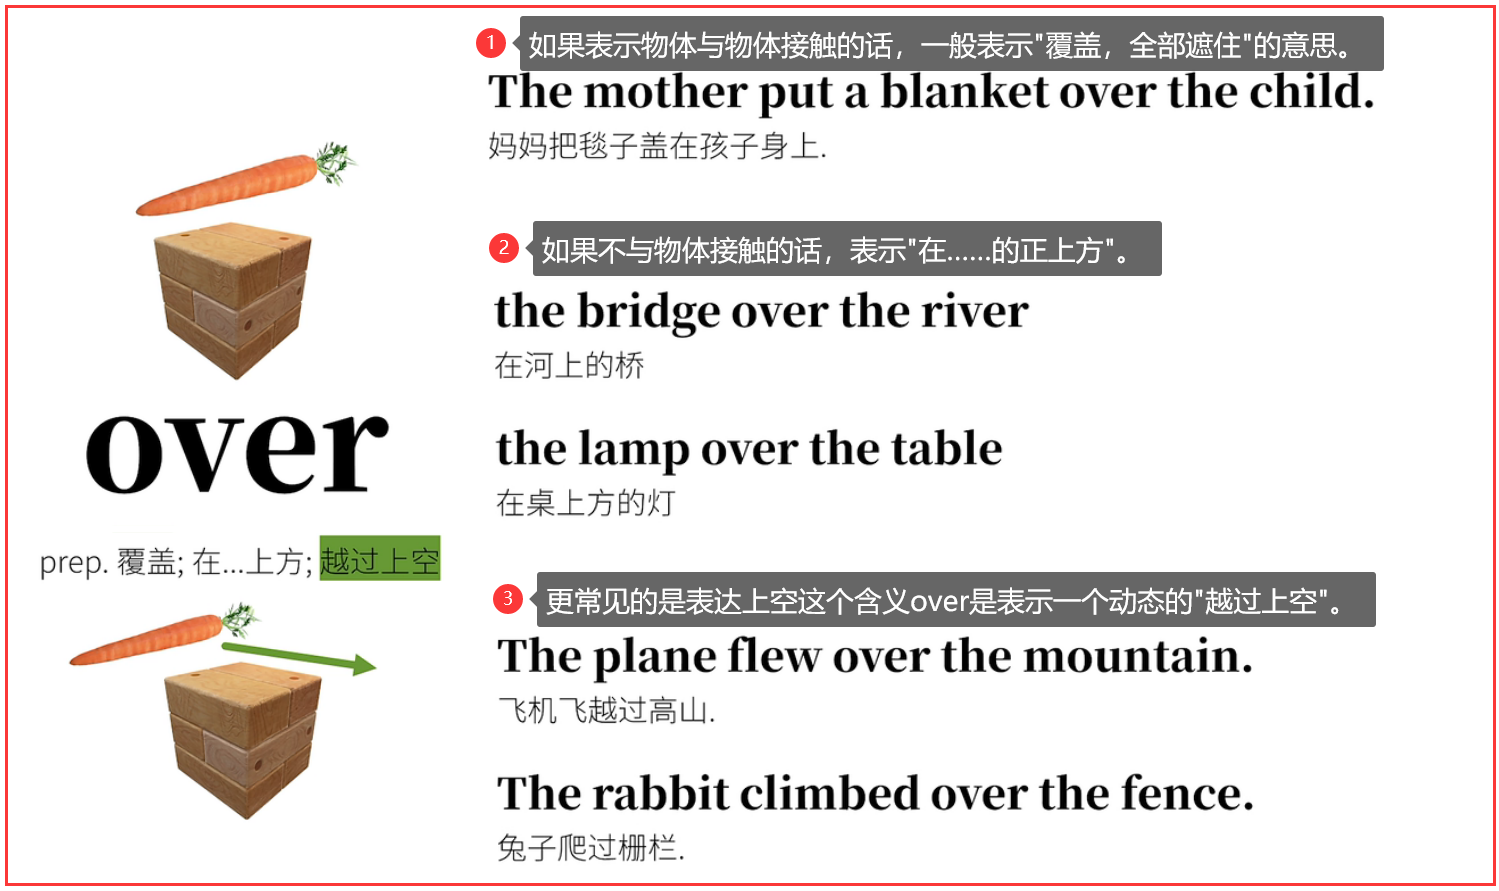 1 如果表示物体与物体接触的话，一般表示"覆盖，全部遮住"的意思。
The mother put a blanket over the child.
妈妈把毯子盖在孩子身上.
2 如果不与物体接触的话，表示"在……的正上方"。
the bridge over the river
在河上的桥
the lamp over the table
在桌上方的灯
over
prep. 覆盖; 在...上方; 越过上空
3 更常见的是表达上空这个含义over是表示一个动态的"越过上空"。
The plane flew over the mountain.
飞机飞越过高山.
The rabbit climbed over the fence.
兔子爬过栅栏.